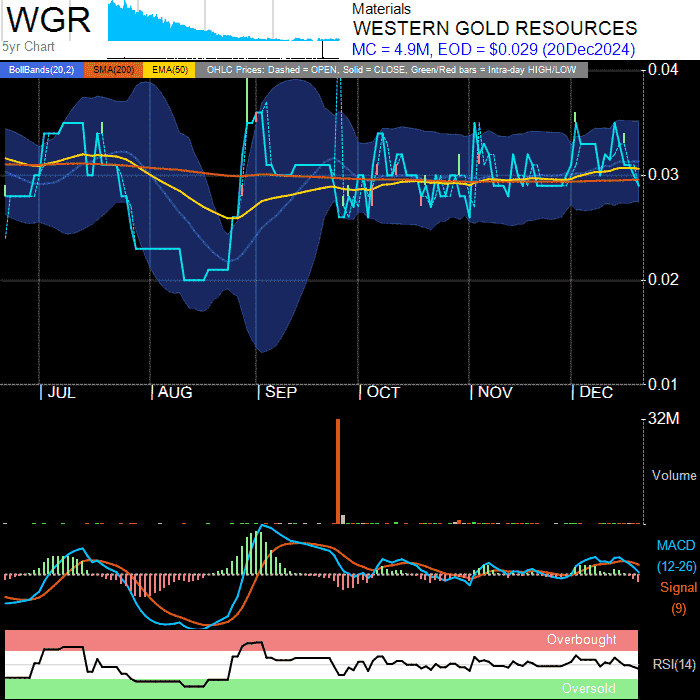 WGR
5yr Chart
Materials
WESTERN GOLD RESOURCES
MC = 4.9M, EOD = $0.029 (20Dec2024)
BollBands(20,2) SMA(200) EMA(50) OHLC Prices: Dashed = OPEN, Solid = CLOSE, Green/Red bars = Intra-day HIGH/LOW
0.04
0.03
0.02
0.01
| JUL | AUG | SEP | OCT | NOV | DEC
32M
Volume
MACD
(12-26)
Signal
(9)
Overbought
RSI(14)
Oversold